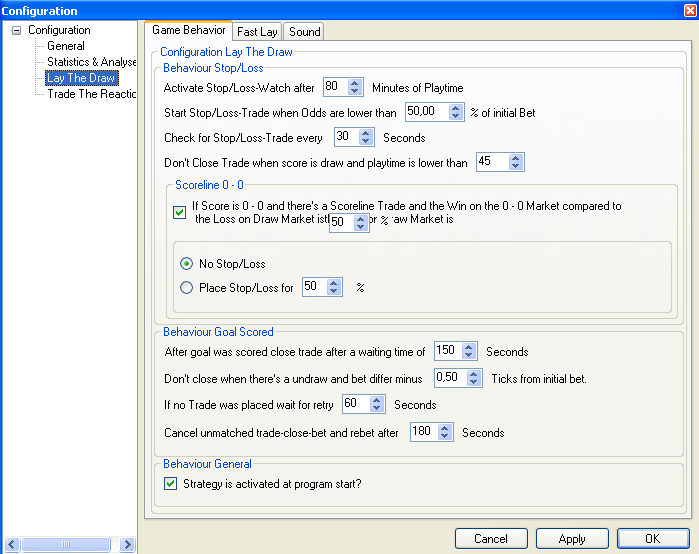 Configuration
Configuration
General
Statistics & Analyse
Lay The Draw
Trade The Reactio
Game Behavior Fast Lay Sound
Configuration Lay The Draw
Behaviour Stop/Loss
Activate Stop/Loss-Watch after 80 Minutes of Playtime
Start Stop/Loss-Trade when Odds are lower than 50,00 % of initial Bet
Check for Stop/Loss-Trade every 30 Seconds
Don't Close Trade when score is draw and playtime is lower than 45
Scoreline 0 - 0
If Score is 0 - 0 and there's a Scoreline Trade and the Win on the 0 - 0 Market compared to
the Loss on Draw Market ist 50 or % raw Market is
No Stop/Loss
Place Stop/Loss for 50 %
Behaviour Goal Scored
After goal was scored close trade after a waiting time of 150 Seconds
Don't close when there's a undraw and bet differ minus 0,50 Ticks from initial bet.
If no Trade was placed wait for retry 60 Seconds
Cancel unmatched trade-close-bet and rebet after 180 Seconds
Behaviour General
Strategy is activated at program start?
Cancel Apply OK